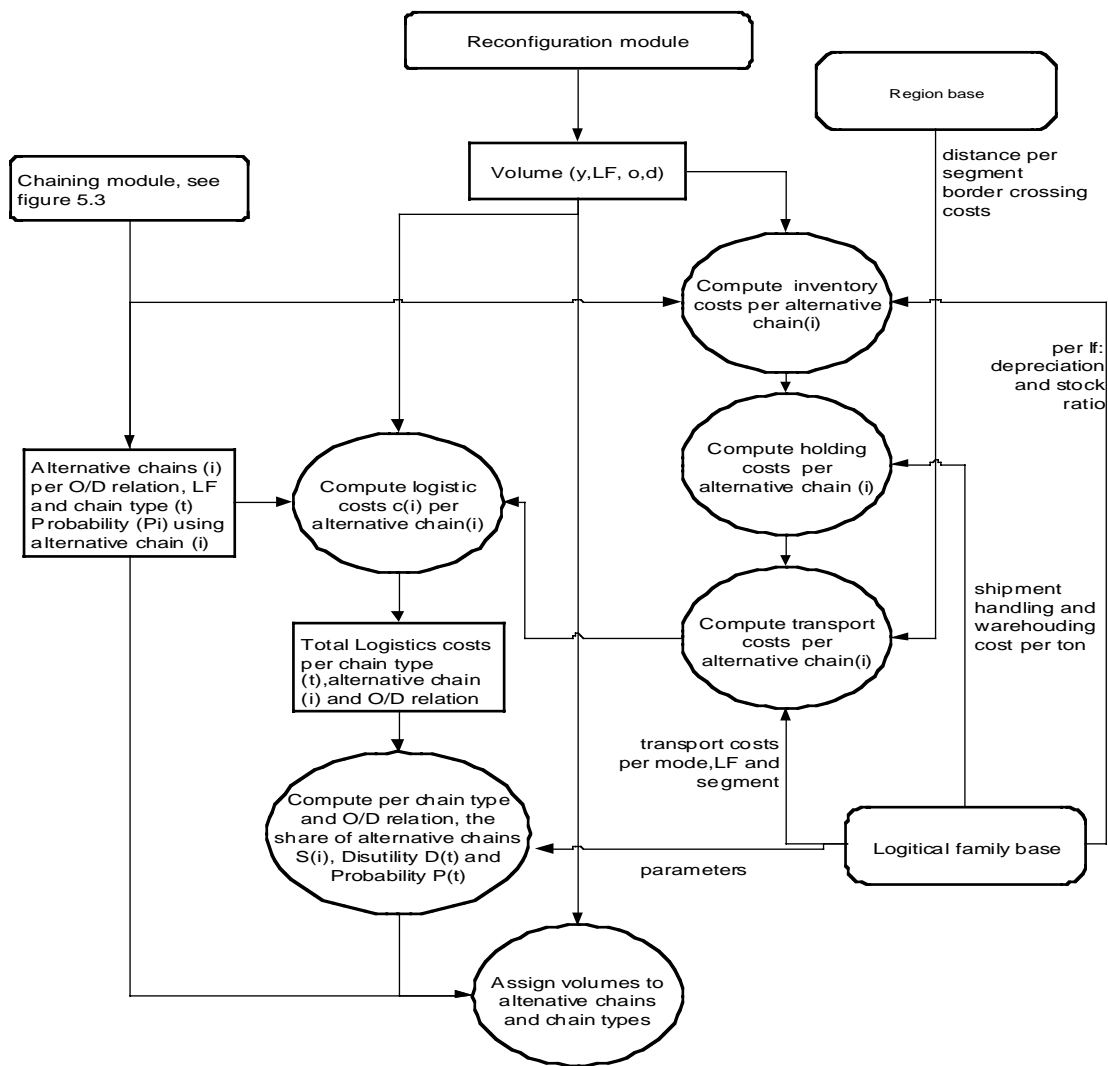 Reconfiguration module
Region base
distance per
segment
border crossing
costs
Chaining module, see
figure 5.3
Volume (y,LF, o,d)
Compute inventory
costs per alternative
chain(i)
per lf:
depreciation
and stock
ratio
Compute holding
costs per
alternative chain (i)
Alternative chains (i)
per O/D relation, LF
and chain type (t)
Probability (Pi) using
alternative chain (i)
Compute logistic
costs c(i) per
alternative chain(i)
shipment
handling and
warehouding
cost per ton
Compute transport
costs per
alternative chain(i)
Total Logistics costs
per chain type
(t),alternative chain
(i) and O/D relation
transport costs
per mode,LF and
segment
Compute per chain type
and O/D relation, the
share of alternative chains
S(i), Disutility D(t) and
Probability P(t)
parameters
Logitical family base
Assign volumes to
altenative chains
and chain types